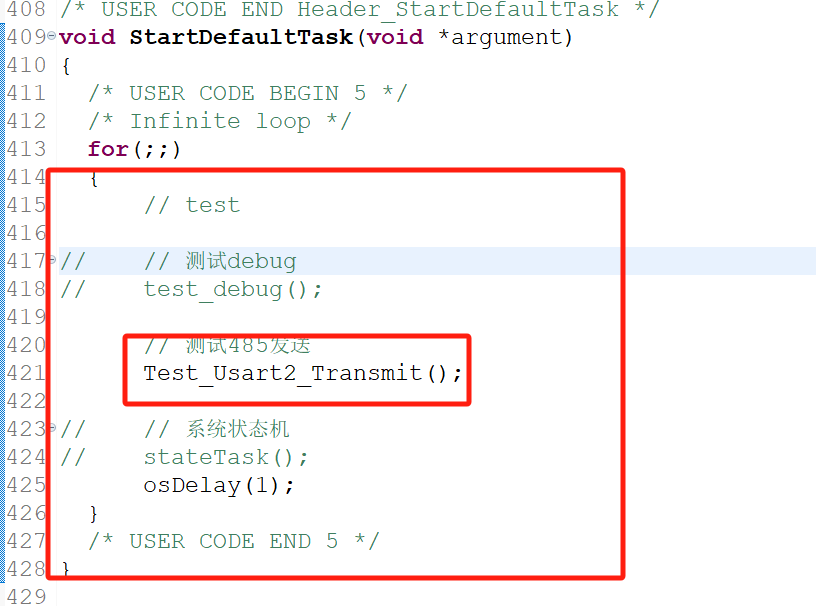 408 /* USER CODE END Header_StartDefaultTask */
409 void StartDefaultTask(void *argument)
410 {
411 /* USER CODE BEGIN 5 */
412 /* Infinite loop */
413 for(;;)
414 {
415 // test
416
417 // // 测试debug
418 // test_debug();
419
420 // 测试485发送
421 Test_Usart2_Transmit();
422
423 // // 系统状态机
424 // stateTask();
425 osDelay(1);
426 }
427 /* USER CODE END 5 */
428 }
429